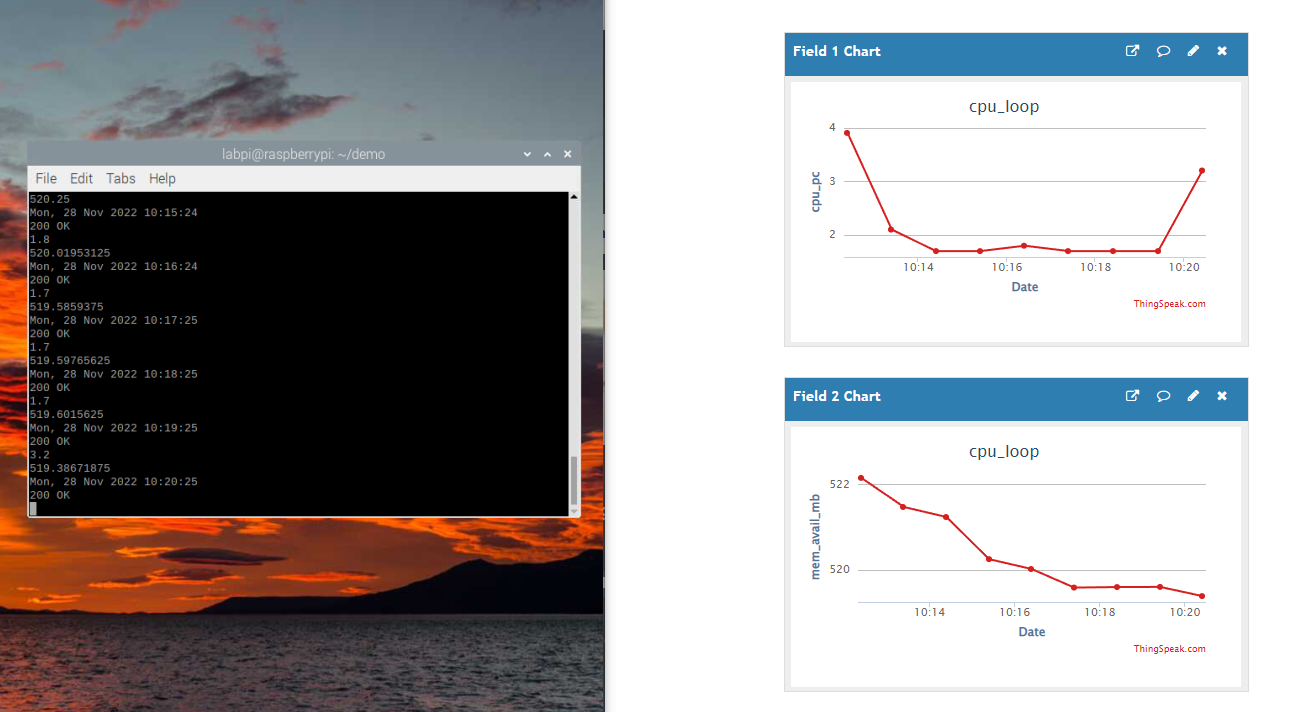 labpi@raspberrypi: ~/demo
File Edit Tabs Help
520.25
Mon, 28 Nov 2022 10:15:24
200 OK
1.8
520.01953125
Mon, 28 Nov 2022 10:16:24
200 OK
1.7
519.5859375
Mon, 28 Nov 2022 10:17:25
200 OK
1.7
519.59765625
Mon, 28 Nov 2022 10:18:25
200 OK
1.7
519.6015625
Mon, 28 Nov 2022 10:19:25
200 OK
3.2
519.38671875
Mon, 28 Nov 2022 10:20:25
200 OK
Field 1 Chart
cpu_loop
cpu_pc
4
3
2
10:14 10:16 10:18 10:20
Date
ThingSpeak.com
Field 2 Chart
cpu_loop
mem_avail_mb
522
520
10:14 10:16 10:18 10:20
Date
ThingSpeak.com